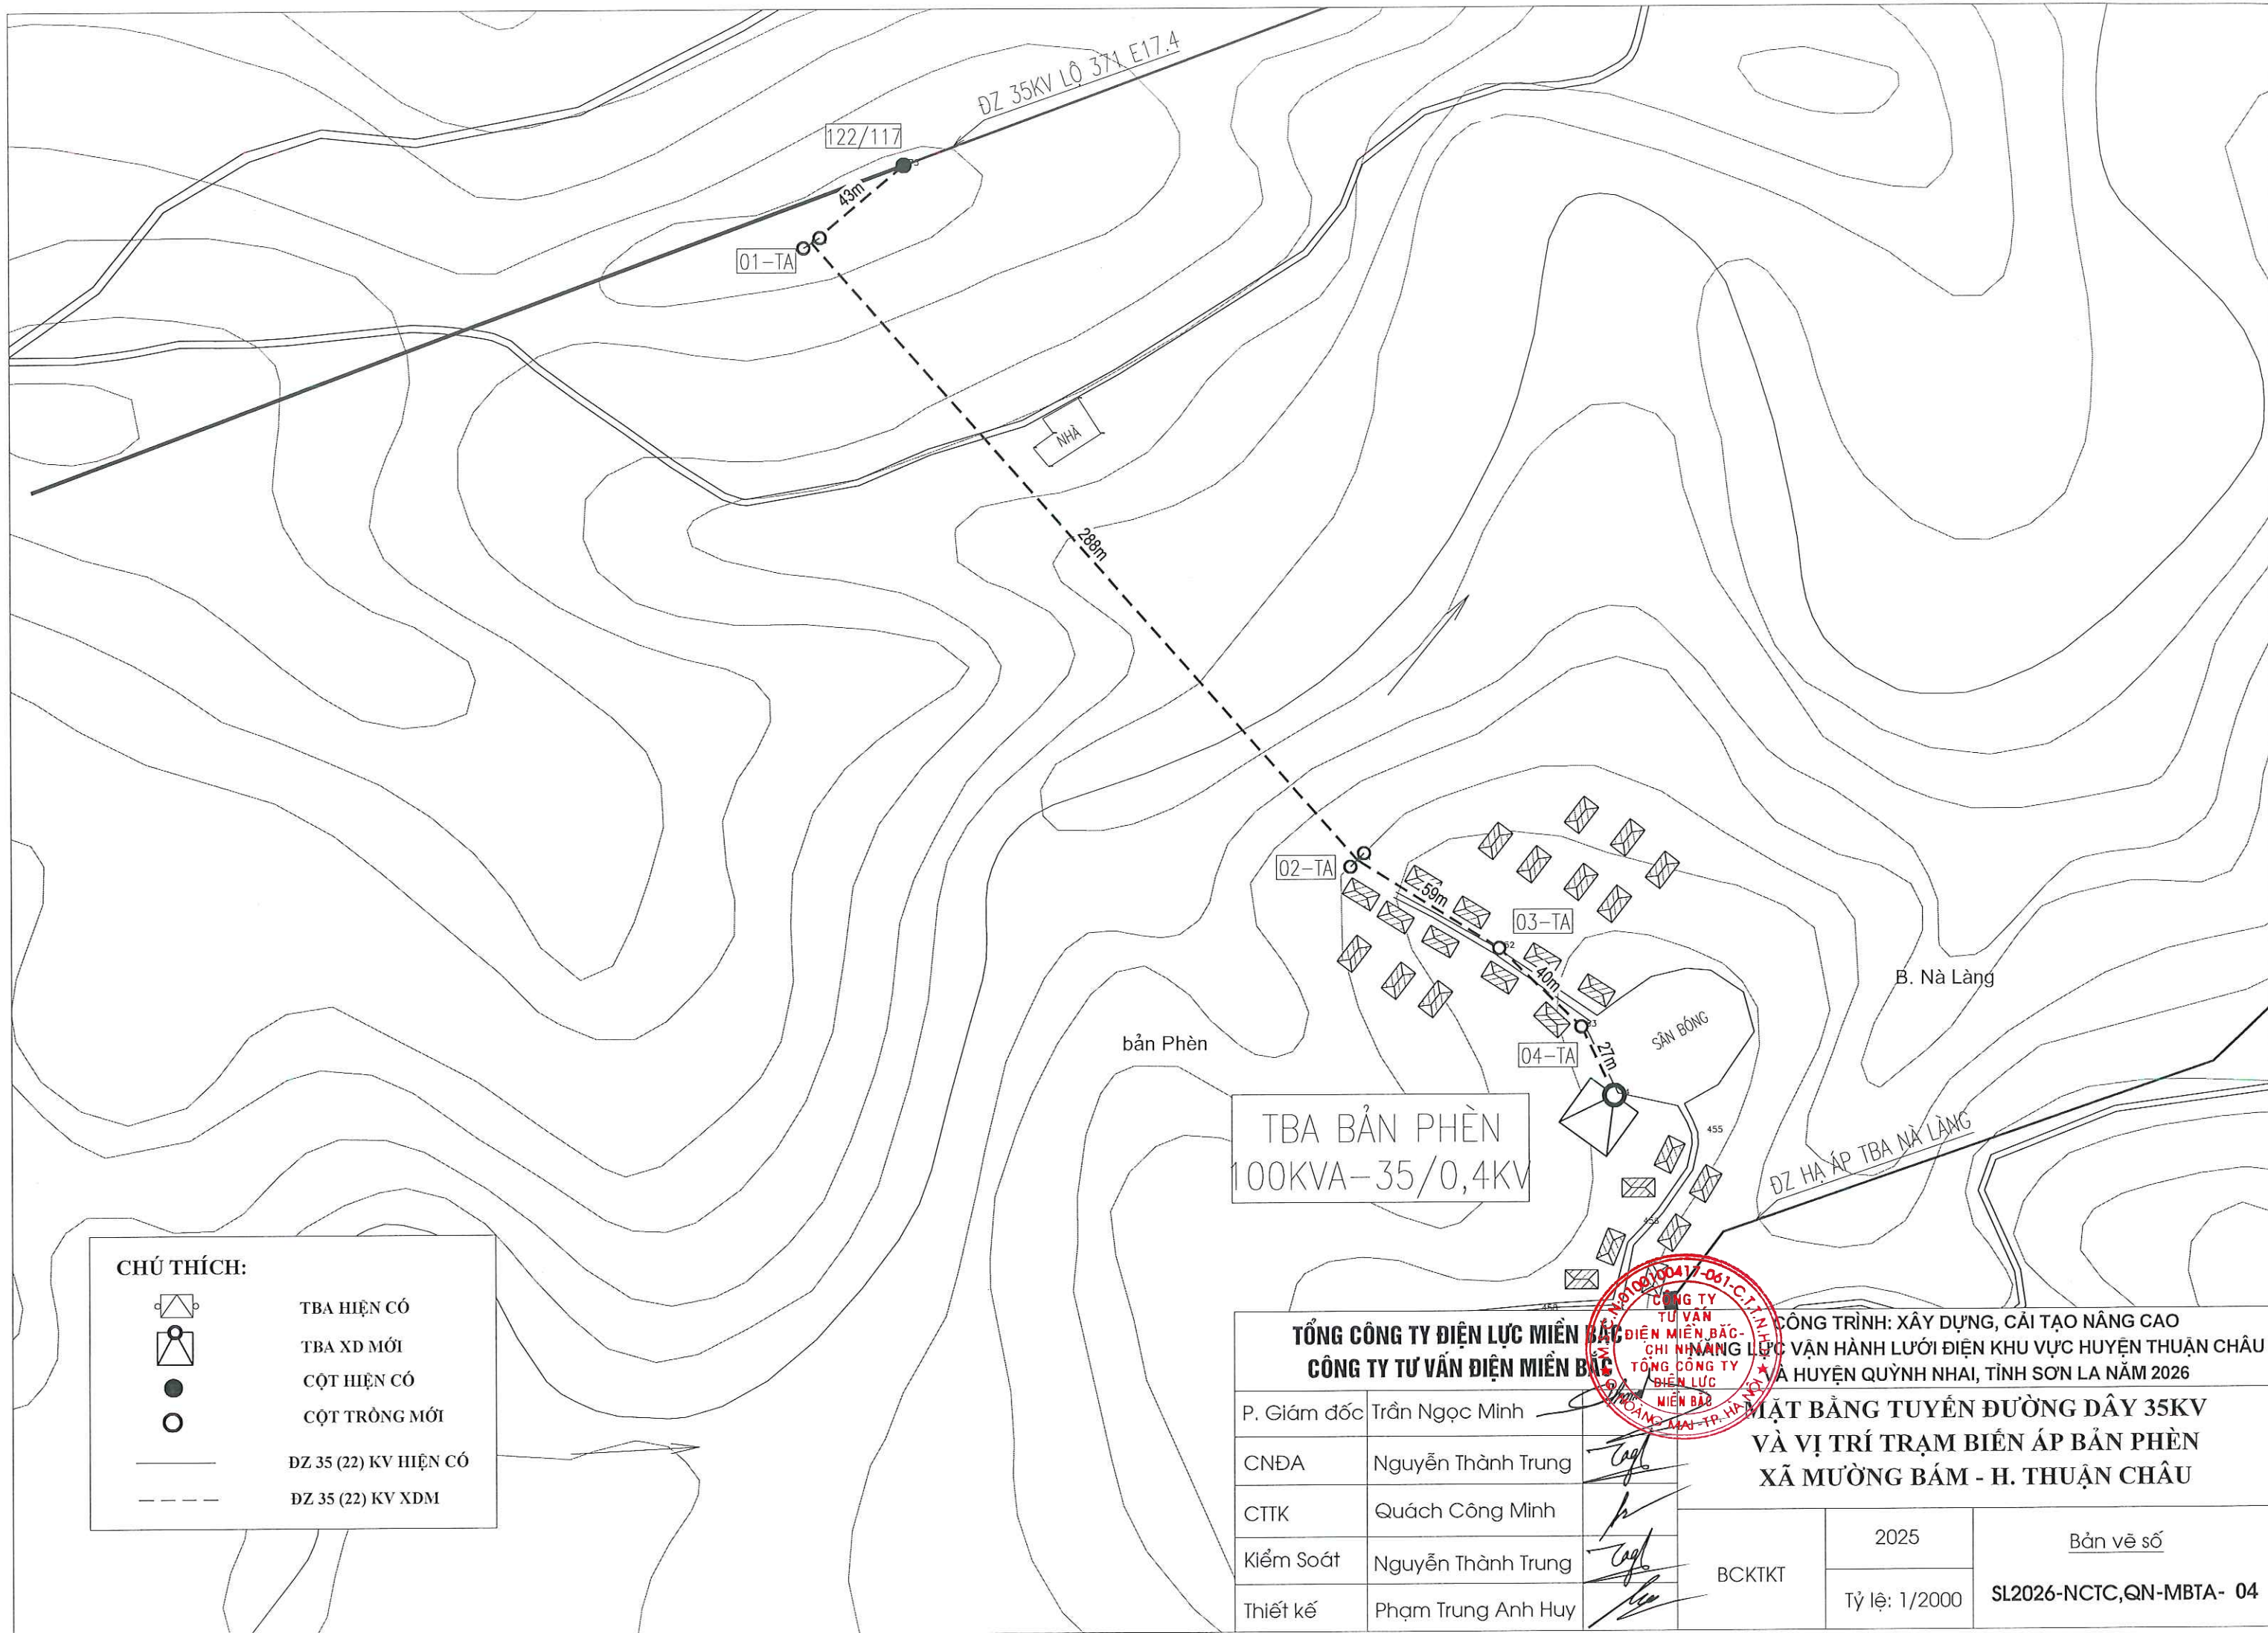 ĐZ 35KV LỘ 371 E17.4
122/117
43m
01-TA
NHÀ
288m
02-TA
59m
03-TA
62
40m
B. Nà Làng
SÂN BÓNG
bản Phèn
04-TA
27m
TBA BẢN PHÈN
100KVA-35/0,4KV
455
ĐZ HẠ ÁP TBA NÀ LÀNG
CHÚ THÍCH:
TBA HIỆN CÓ
TBA XD MỚI
CỘT HIỆN CÓ
CỘT TRỒNG MỚI
ĐZ 35 (22) KV HIỆN CÓ
ĐZ 35 (22) KV XDM
TỔNG CÔNG TY ĐIỆN LỰC MIỀN BẮC
CÔNG TY TƯ VẤN ĐIỆN MIỀN BẮC
CÔNG TY
TƯ VẤN
ĐIỆN MIỀN BẮC-
CHI NHÁNH
TỔNG CÔNG TY
ĐIỆN LỰC
MIỀN BẮC
CÔNG TRÌNH: XÂY DỰNG, CẢI TẠO NÂNG CAO
NĂNG LỰC VẬN HÀNH LƯỚI ĐIỆN KHU VỰC HUYỆN THUẬN CHÂU
VÀ HUYỆN QUỲNH NHAI, TỈNH SƠN LA NĂM 2026
P. Giám đốc Trần Ngọc Minh
CNĐA Nguyễn Thành Trung
CTTK Quách Công Minh
Kiểm Soát Nguyễn Thành Trung
Thiết kế Phạm Trung Anh Huy
MẶT BẰNG TUYẾN ĐƯỜNG DÂY 35KV
VÀ VỊ TRÍ TRẠM BIẾN ÁP BẢN PHÈN
XÃ MƯỜNG BÁM - H. THUẬN CHÂU
BCKTKT
2025
Tỷ lệ: 1/2000
Bản vẽ số
SL2026-NCTC,QN-MBTA- 04